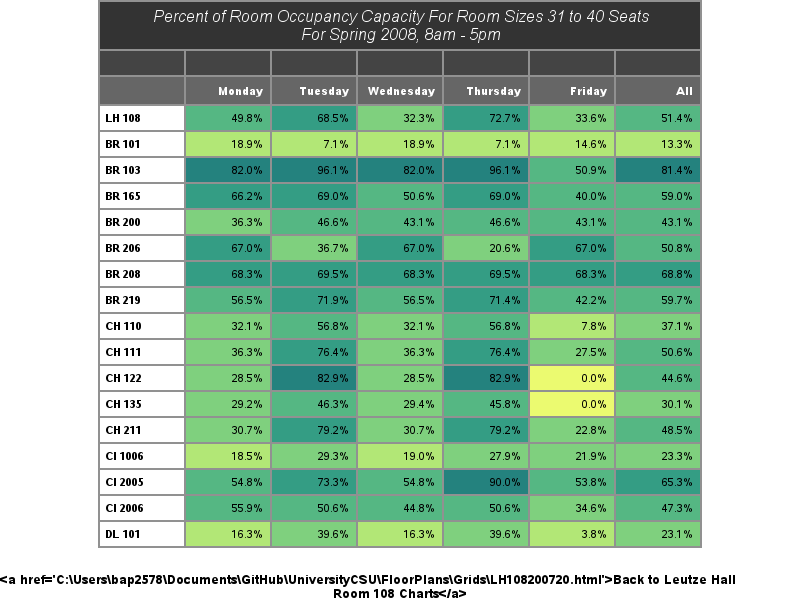 Percent of Room Occupancy Capacity For Room Sizes 31 to 40 Seats
For Spring 2008, 8am - 5pm
Monday Tuesday Wednesday Thursday Friday All
LH 108 49.8% 68.5% 32.3% 72.7% 33.6% 51.4%
BR 101 18.9% 7.1% 18.9% 7.1% 14.6% 13.3%
BR 103 82.0% 96.1% 82.0% 96.1% 50.9% 81.4%
BR 165 66.2% 69.0% 50.6% 69.0% 40.0% 59.0%
BR 200 36.3% 46.6% 43.1% 46.6% 43.1% 43.1%
BR 206 67.0% 36.7% 67.0% 20.6% 67.0% 50.8%
BR 208 68.3% 69.5% 68.3% 69.5% 68.3% 68.8%
BR 219 56.5% 71.9% 56.5% 71.4% 42.2% 59.7%
CH 110 32.1% 56.8% 32.1% 56.8% 7.8% 37.1%
CH 111 36.3% 76.4% 36.3% 76.4% 27.5% 50.6%
CH 122 28.5% 82.9% 28.5% 82.9% 0.0% 44.6%
CH 135 29.2% 46.3% 29.4% 45.8% 0.0% 30.1%
CH 211 30.7% 79.2% 30.7% 79.2% 22.8% 48.5%
CI 1006 18.5% 29.3% 19.0% 27.9% 21.9% 23.3%
CI 2005 54.8% 73.3% 54.8% 90.0% 53.8% 65.3%
CI 2006 55.9% 50.6% 44.8% 50.6% 34.6% 47.3%
DL 101 16.3% 39.6% 16.3% 39.6% 3.8% 23.1%
<a href='C:\Users\bap2578\Documents\GitHub\UniversityCSU\FloorPlans\Grids\LH108200720.html'>Back to Leutze Hall
Room 108 Charts</a>